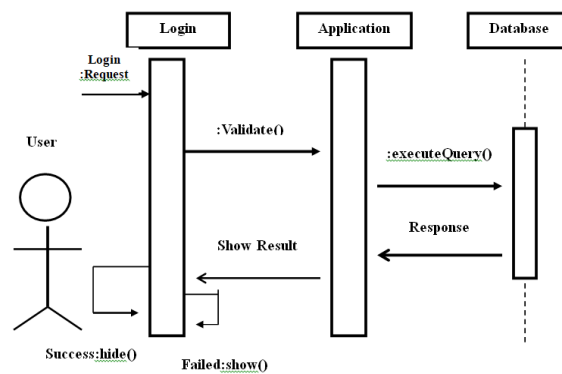 Login
Application
Database
Login
:Request
User
:Validate()
:executeQuery()
Response
Show Result
Success:hide()
Failed:show()